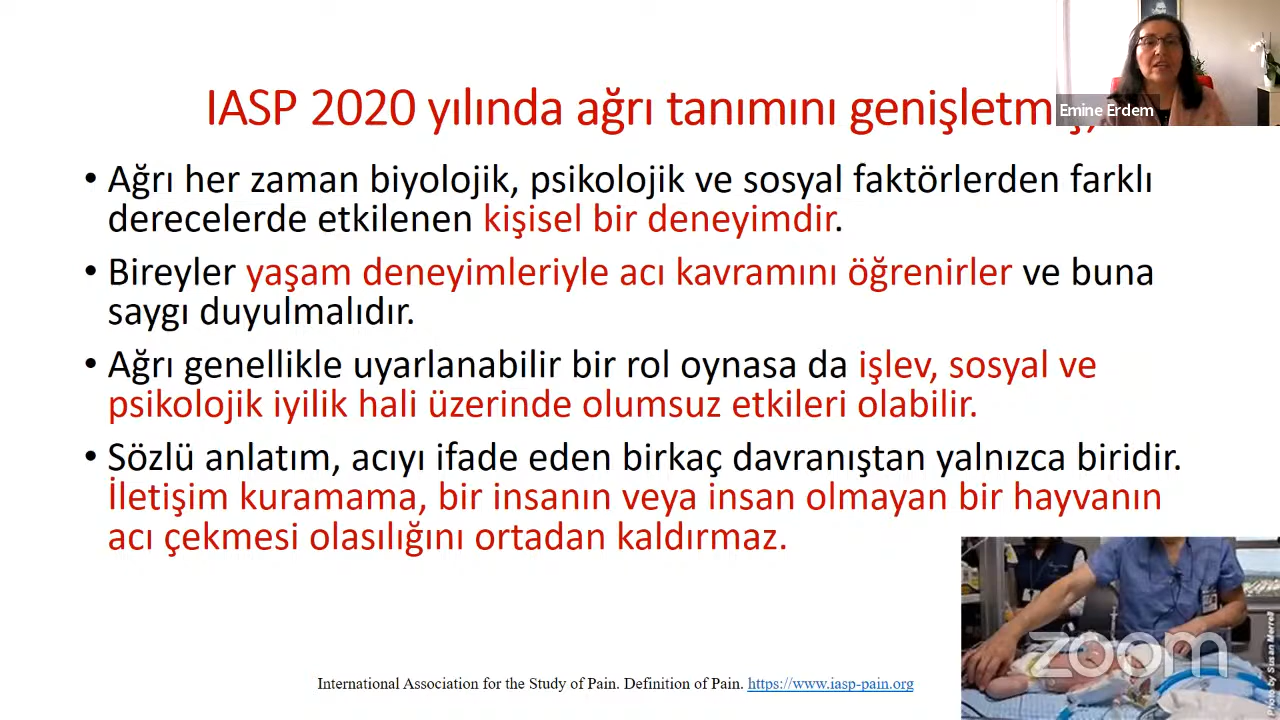 IASP 2020 yılında ağrı tanımını genişletmiş;
Emine Erdem
• Ağrı her zaman biyolojik, psikolojik ve sosyal faktörlerden farklı
derecelerde etkilenen kişisel bir deneyimdir.
• Bireyler yaşam deneyimleriyle acı kavramını öğrenirler ve buna
saygı duyulmalıdır.
• Ağrı genellikle uyarlanabilir bir rol oynasa da işlev, sosyal ve
psikolojik iyilik hali üzerinde olumsuz etkileri olabilir.
• Sözlü anlatım, acıyı ifade eden birkaç davranıştan yalnızca biridir.
İletişim kuramama, bir insanın veya insan olmayan bir hayvanın
acı çekmesi olasılığını ortadan kaldırmaz.
zoom
Photo by Susan Merrell
International Association for the Study of Pain. Definition of Pain. https://www.iasp-pain.org